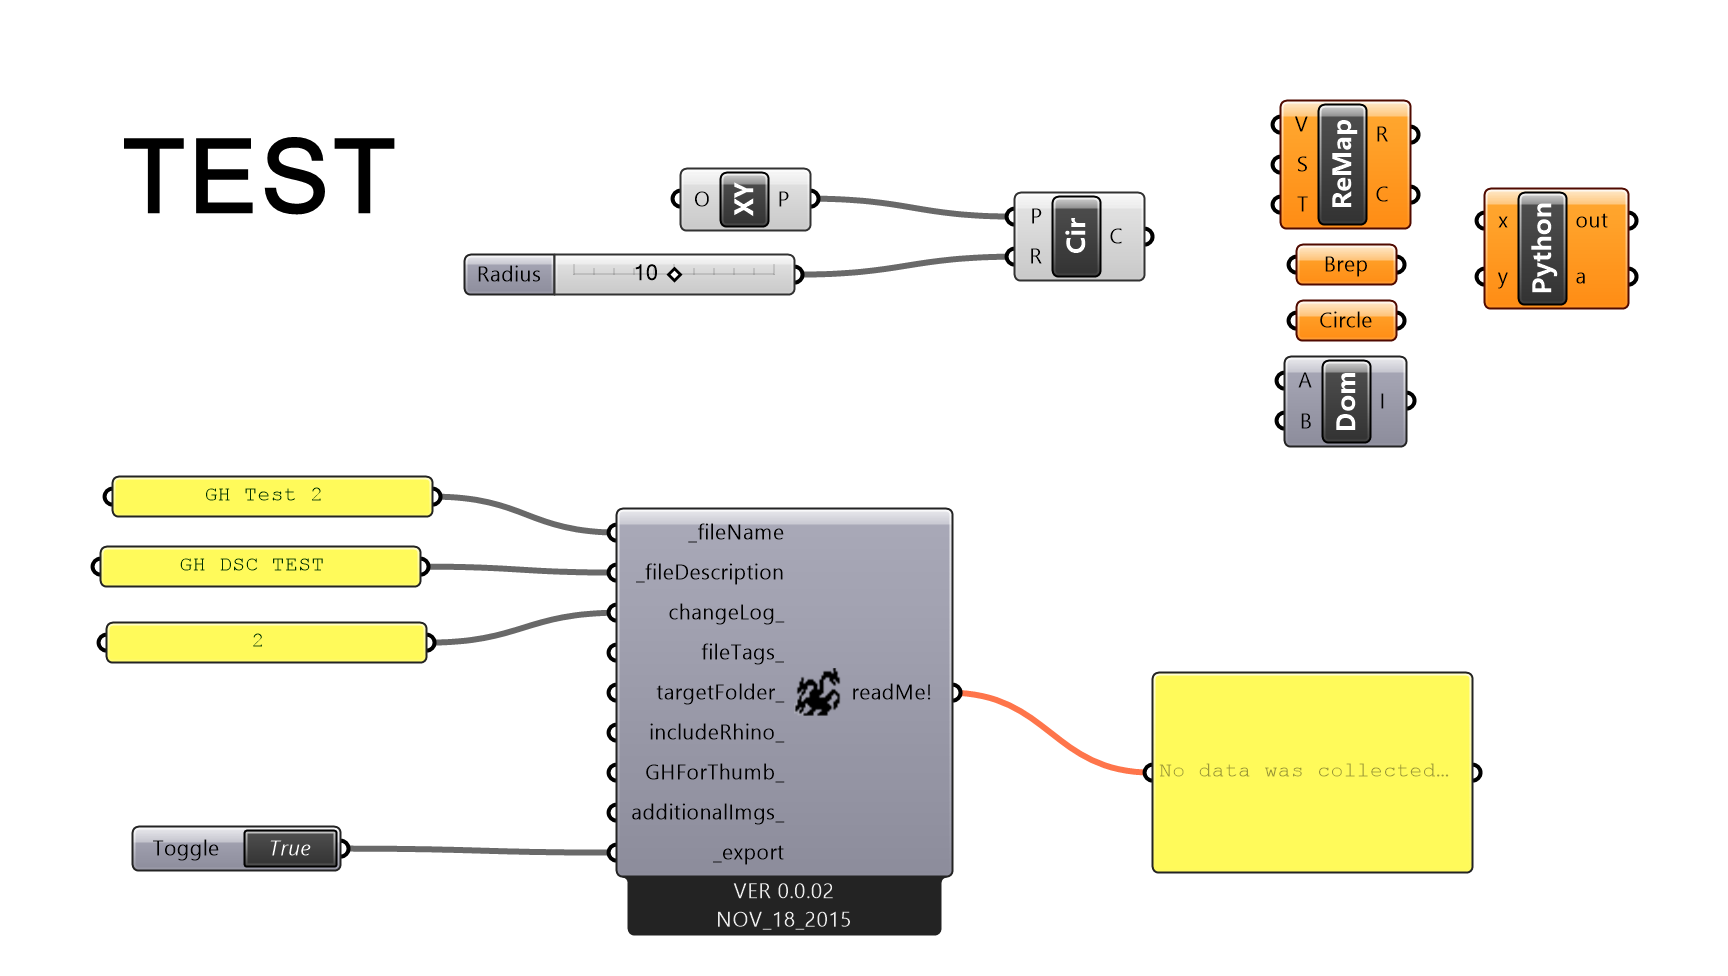 TEST
O XY P
Radius 10
P R Cir C
V S T ReMap R C
Brep
Circle
A B Dom I
x y Python out a
GH Test 2
GH DSC TEST
2
Toggle True
_fileName
_fileDescription
changeLog_
fileTags_
targetFolder_
readMe!
includeRhino_
GHForThumb_
additionalImgs_
_export
VER 0.0.02
NOV_18_2015
No data was collected…